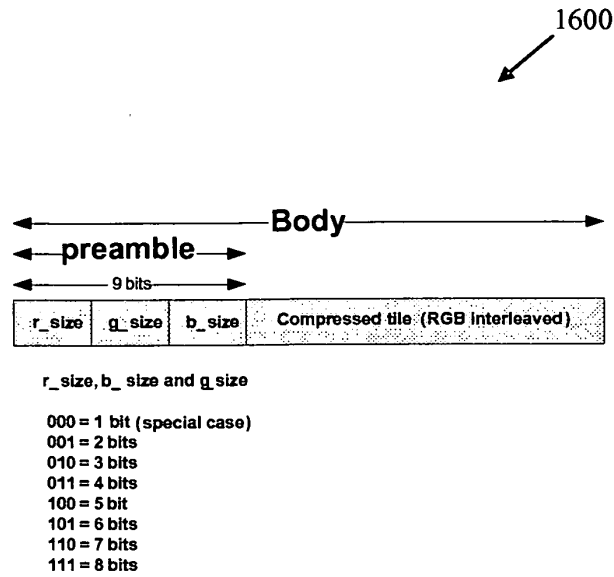 1600
Body
preamble
9 bits
r_size g_size b_size Compressed tile (RGB interleaved)
r_size, b_ size and g_size
000 = 1 bit (special case)
001 = 2 bits
010 = 3 bits
011 = 4 bits
100 = 5 bit
101 = 6 bits
110 = 7 bits
111 = 8 bits